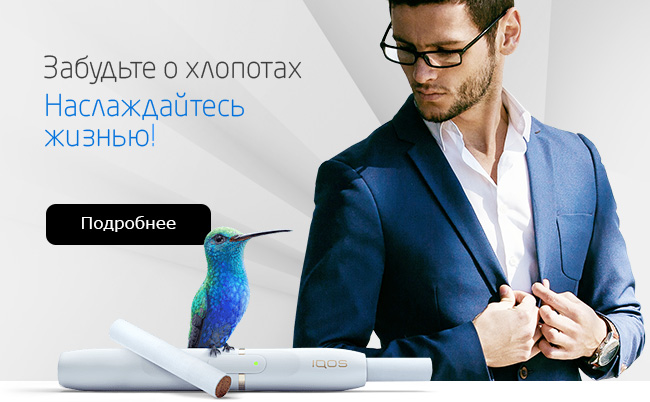 Забудьте о хлопотах
Наслаждайтесь
жизнью!
Подробнее
IQOS